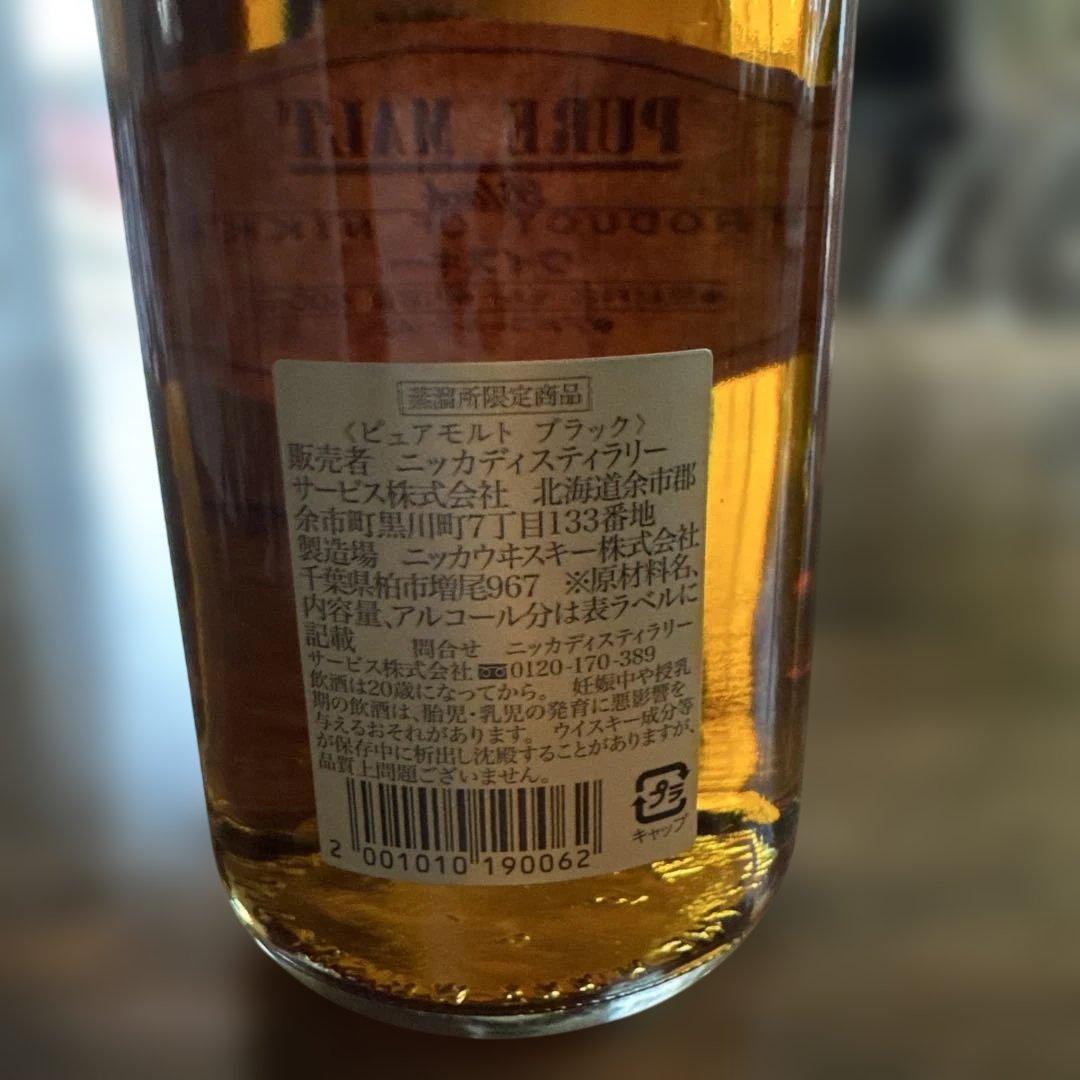 PURE MALT
Black
PRODUCT OF NIKK
ウイスキー
蒸溜所限定商品
〈ピュアモルト ブラック〉
販売者 ニッカディスティラリー
サービス株式会社 北海道余市郡
余市町黒川町7丁目133番地
製造場 ニッカウヰスキー株式会社
千葉県柏市増尾967 ※原材料名、
内容量、アルコール分は表ラベルに
記載 問合せ ニッカディスティラリー
サービス株式会社 0120-170-389
飲酒は20歳になってから。 妊娠中や授乳
期の飲酒は、胎児・乳児の発育に悪影響を
与えるおそれがあります。 ウイスキー成分等
が保存中に析出し沈殿することがありますが、
品質上問題ございません。
プラ
キャップ
2 001010 190062